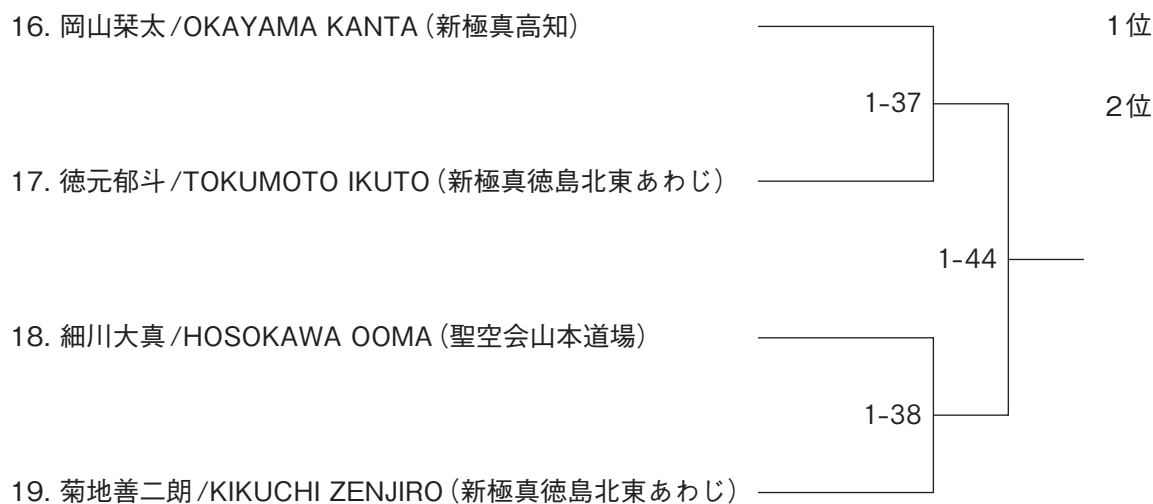 16. 岡山栞太/OKAYAMA KANTA（新極真高知）
1位
1-37
2位
17. 徳元郁斗/TOKUMOTO IKUTO（新極真徳島北東あわじ）
1-44
18. 細川大真/HOSOKAWA OOMA（聖空会山本道場）
1-38
19. 菊地善二朗/KIKUCHI ZENJIRO（新極真徳島北東あわじ）